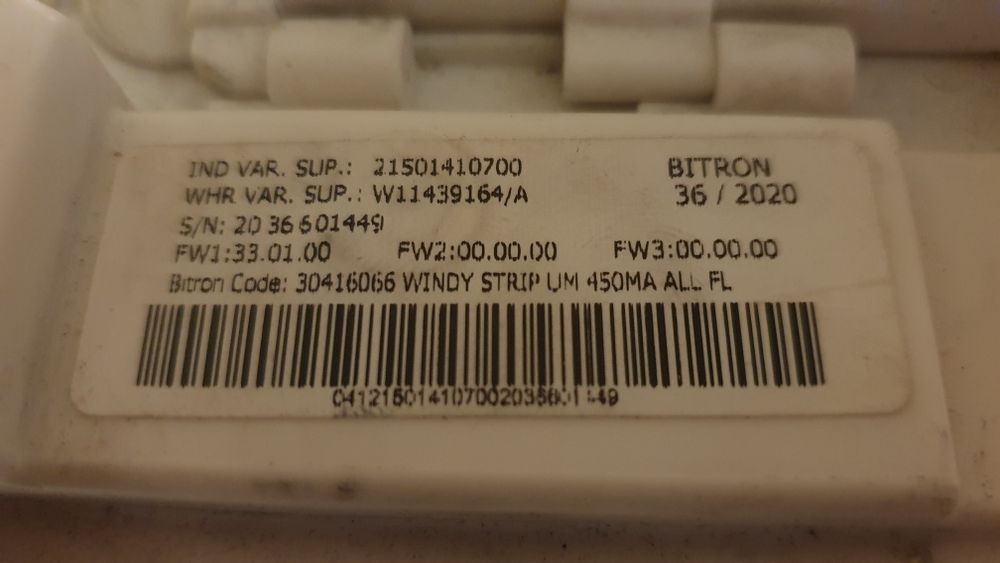 IND VAR. SUP.: 21501410700 BITRON
WHR VAR. SUP.: W11439164/A 36 / 2020
S/N: 20 36 601449
FW1:33.01.00 FW2:00.00.00 FW3:00.00.00
Bitron Code: 30416066 WINDY STRIP UM 450MA ALL FL
041215014107002036601449